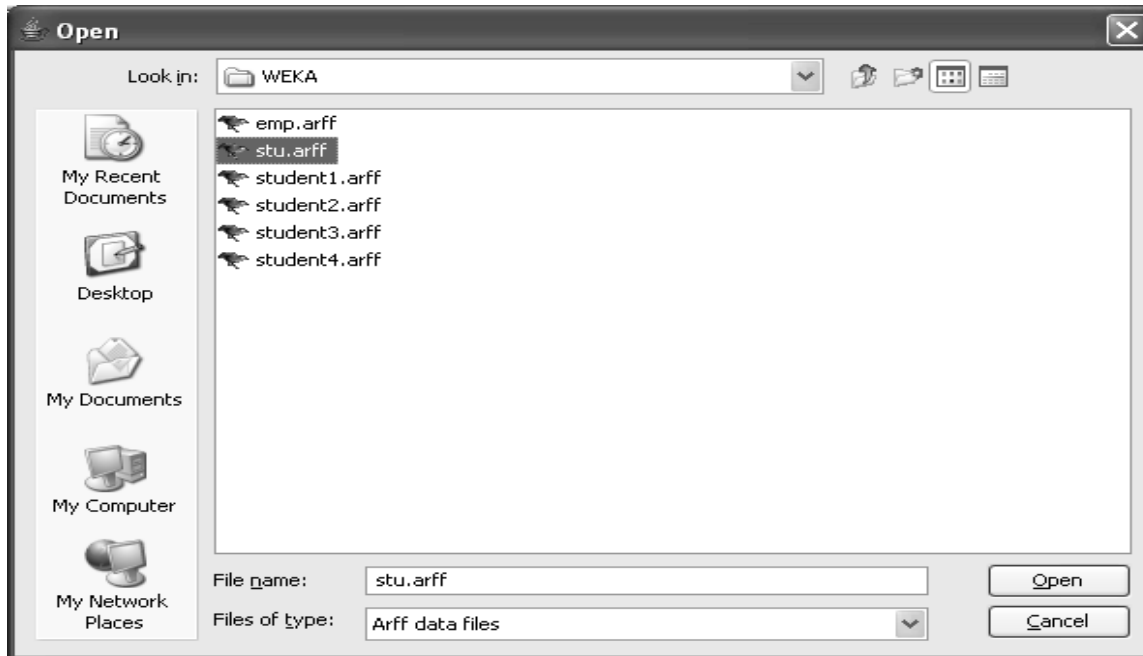 Open
Look in: WEKA
emp.arff
stu.arff
student1.arff
student2.arff
student3.arff
student4.arff
My Recent
Documents
Desktop
My Documents
My Computer
My Network
Places
File name: stu.arff Open
Files of type: Arff data files Cancel